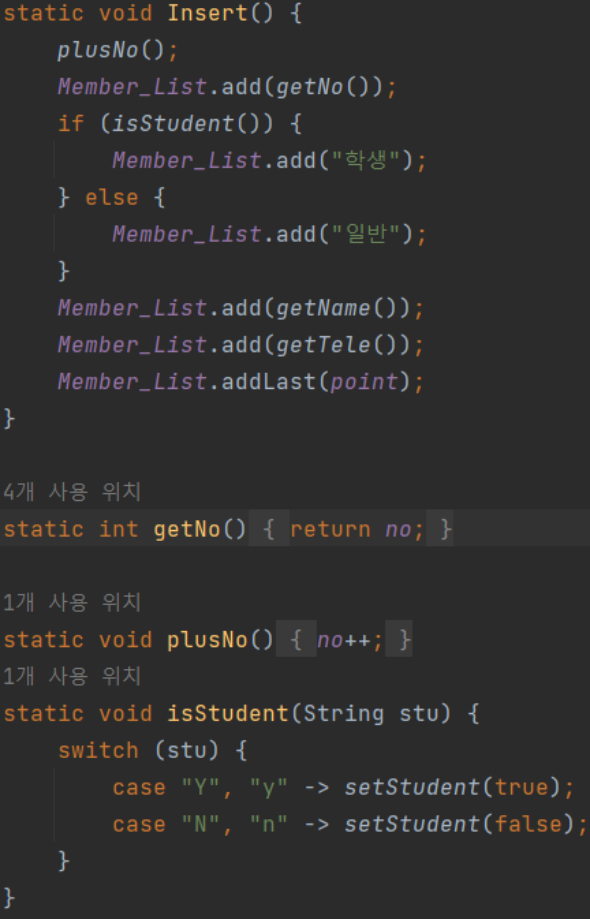 static void Insert() {
    plusNo();
    Member_List.add(getNo());
    if (isStudent()) {
        Member_List.add("학생");
    } else {
        Member_List.add("일반");
    }
    Member_List.add(getName());
    Member_List.add(getTele());
    Member_List.addLast(point);
}
4개 사용 위치
static int getNo() { return no; }
1개 사용 위치
static void plusNo() { no++; }
1개 사용 위치
static void isStudent(String stu) {
    switch (stu) {
        case "Y", "y" -> setStudent(true);
        case "N", "n" -> setStudent(false);
    }
}